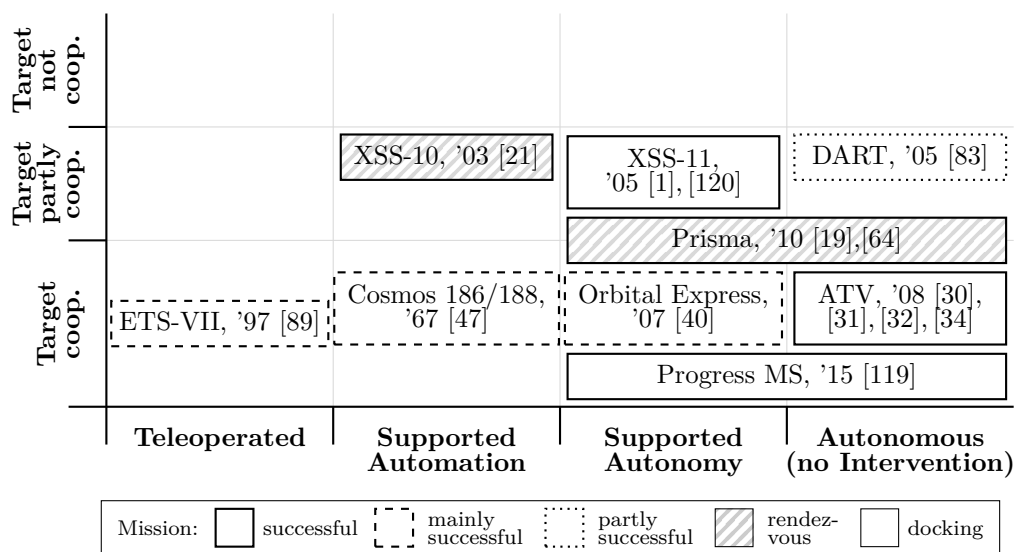 Target
not
coop.
Target
partly
coop.
Target
coop.
XSS-10, '03 [21]
XSS-11,
'05 [1], [120]
DART, '05 [83]
Prisma, '10 [19],[64]
ETS-VII, '97 [89]
Cosmos 186/188,
'67 [47]
Orbital Express,
'07 [40]
ATV, '08 [30],
[31], [32], [34]
Progress MS, '15 [119]
Teleoperated
Supported
Automation
Supported
Autonomy
Autonomous
(no Intervention)
Mission:
successful
mainly
successful
partly
successful
rendez-
vous
docking